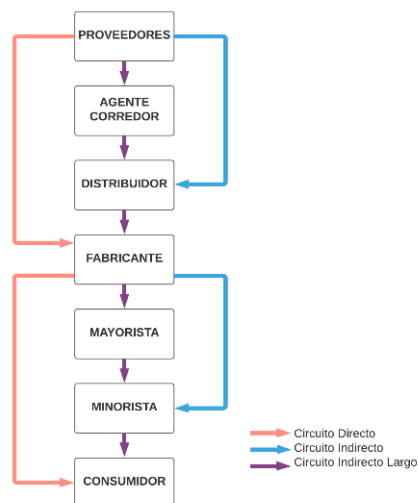 PROVEEDORES
AGENTE
CORREDOR
DISTRIBUIDOR
FABRICANTE
MAYORISTA
MINORISTA
CONSUMIDOR
Circuito Directo
Circuito Indirecto
Circuito Indirecto Largo